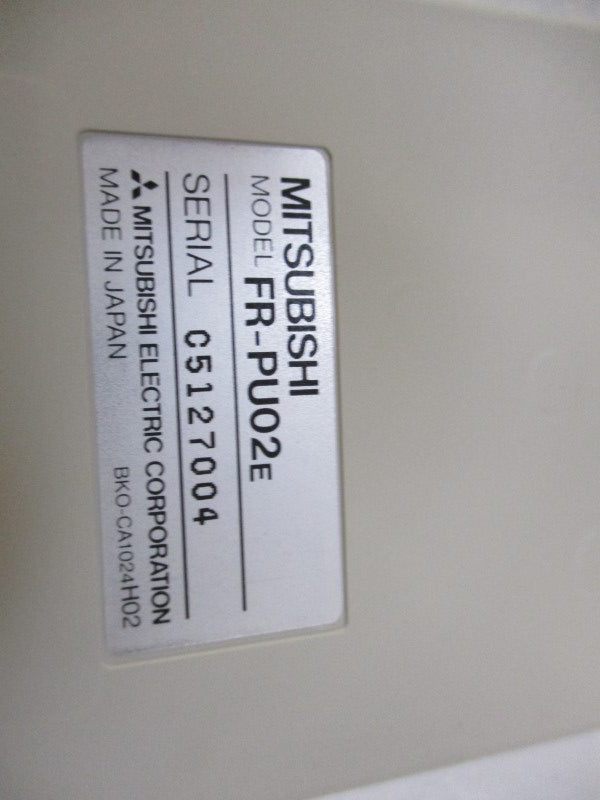 MITSUBISHI
MODEL FR-PU02E
SERIAL C5127004
MITSUBISHI ELECTRIC CORPORATION
MADE IN JAPAN BKO-CA1024H02